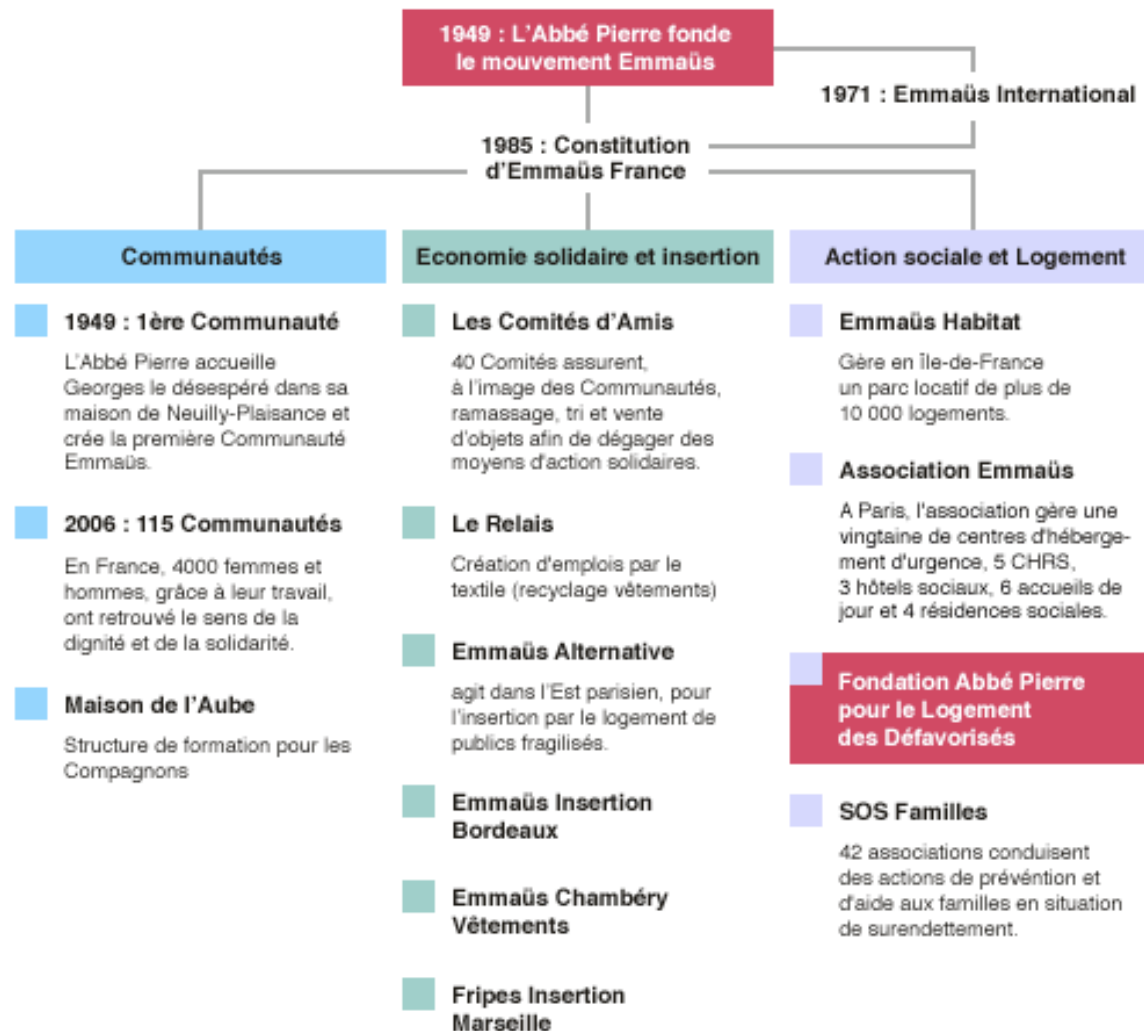 1949 : L'Abbé Pierre fonde
le mouvement Emmaüs
1971 : Emmaüs International
1985 : Constitution
d'Emmaüs France
Communautés
1949 : 1ère Communauté
L'Abbé Pierre accueille
Georges le désespéré dans sa
maison de Neuilly-Plaisance et
crée la première Communauté
Emmaüs.
2006 : 115 Communautés
En France, 4000 femmes et
hommes, grâce à leur travail,
ont retrouvé le sens de la
dignité et de la solidarité.
Maison de l'Aube
Structure de formation pour les
Compagnons
Economie solidaire et insertion
Les Comités d'Amis
40 Comités assurent,
à l'image des Communautés,
ramassage, tri et vente
d'objets afin de dégager des
moyens d'action solidaires.
Le Relais
Création d'emplois par le
textile (recyclage vêtements)
Emmaüs Alternative
agit dans l'Est parisien, pour
l'insertion par le logement de
publics fragilisés.
Emmaüs Insertion
Bordeaux
Emmaüs Chambéry
Vêtements
Fripes Insertion
Marseille
Action sociale et Logement
Emmaüs Habitat
Gère en île-de-France
un parc locatif de plus de
10 000 logements.
Association Emmaüs
A Paris, l'association gère une
vingtaine de centres d'héberge-
ment d'urgence, 5 CHRS,
3 hôtels sociaux, 6 accueils de
jour et 4 résidences sociales.
Fondation Abbé Pierre
pour le Logement
des Défavorisés
SOS Familles
42 associations conduisent
des actions de prévéntion et
d'aide aux familles en situation
de surendettement.